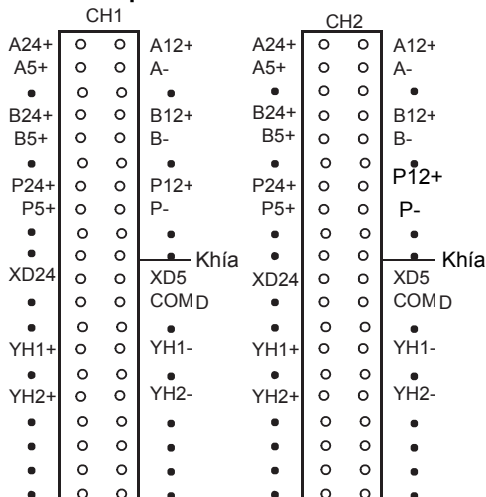 CH1 CH2
A24+ A12+ A24+ A12+
A5+ A- A5+ A-
• • • •
B24+ B12+ B24+ B12+
B5+ B- B5+ B-
• • • •
P24+ P12+ P24+ P12+
P5+ P- P5+ P-
• • • •
• • Khía • • Khía
XD24 XD5 XD24 XD5
• COMD • COMD
• • • •
YH1+ YH1- YH1+ YH1-
• • • •
YH2+ YH2- YH2+ YH2-
• • • •
• • • •
• • • •
• • • •